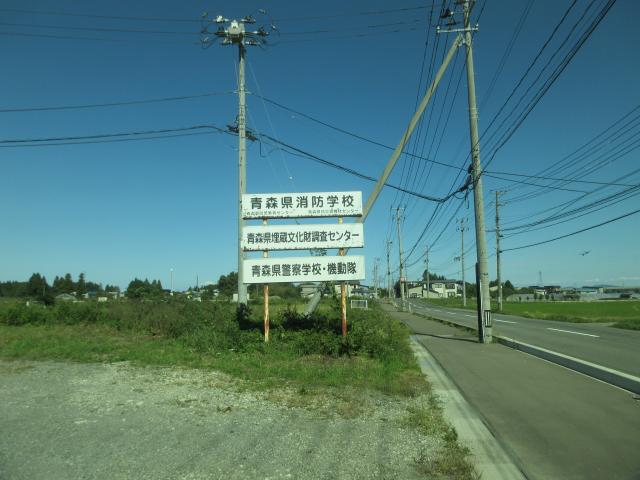 青森県消防学校
青森県埋蔵文化財調査センター
青森県警察学校・機動隊